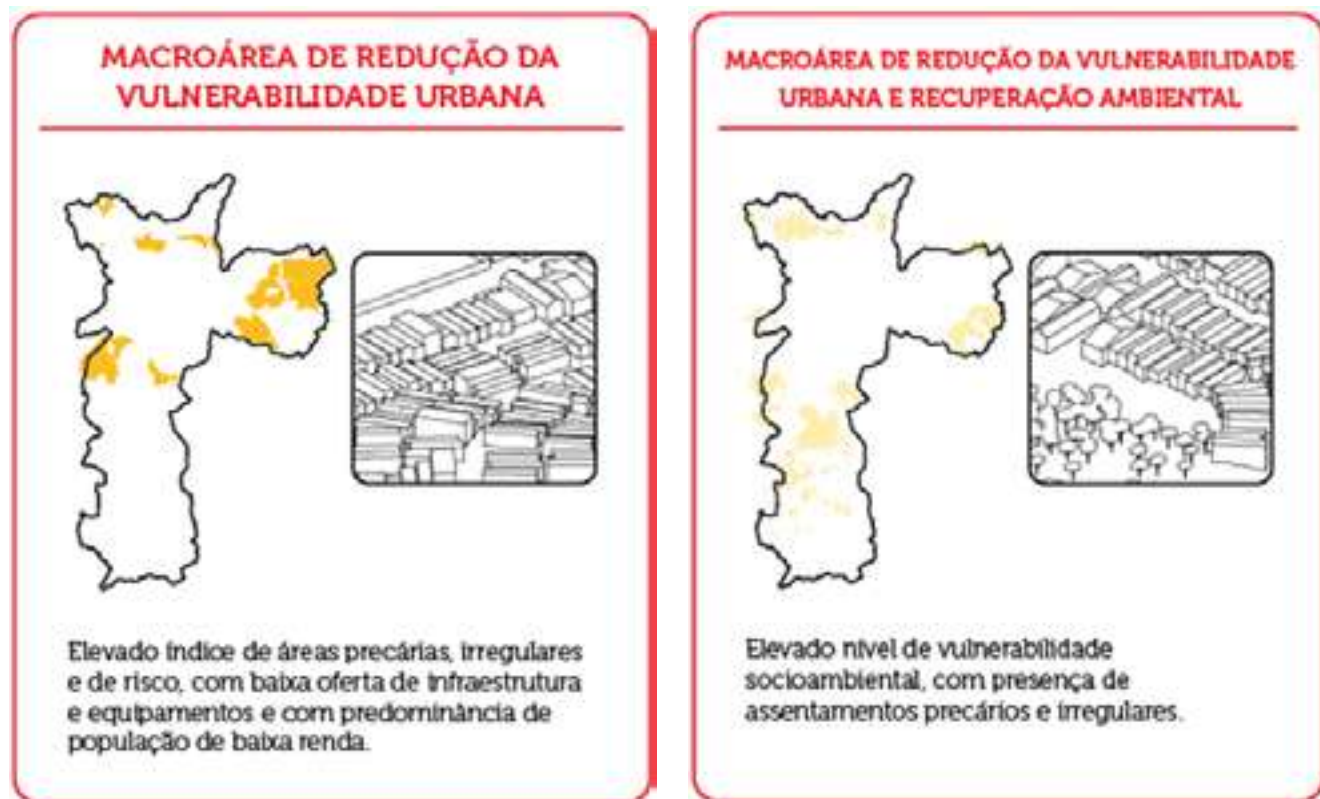 MACROÁREA DE REDUÇÃO DA
VULNERABILIDADE URBANA
Elevado índice de áreas precárias, irregulares
e de risco, com baixa oferta de infraestrutura
e equipamentos e com predominância de
população de baixa renda.
MACROÁREA DE REDUÇÃO DA VULNERABILIDADE
URBANA E RECUPERAÇÃO AMBIENTAL
Elevado nível de vulnerabilidade
socioambiental, com presença de
assentamentos precários e irregulares.